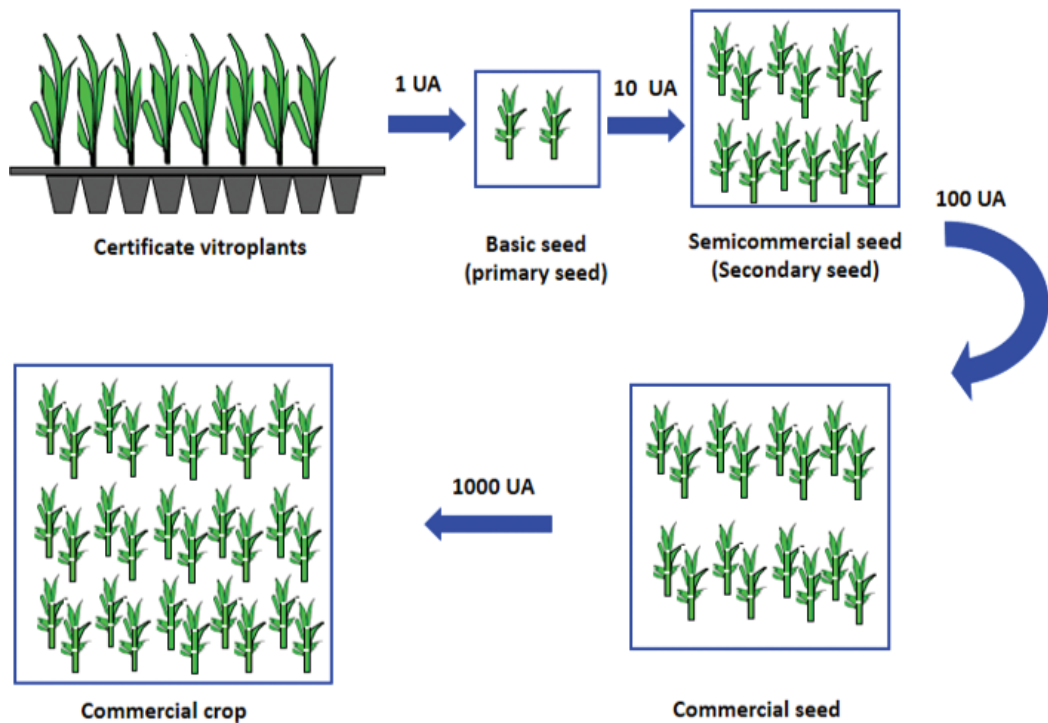 1 UA
10 UA
100 UA
Certificate vitroplants
Basic seed
(primary seed)
Semicommercial seed
(Secondary seed)
1000 UA
Commercial crop
Commercial seed